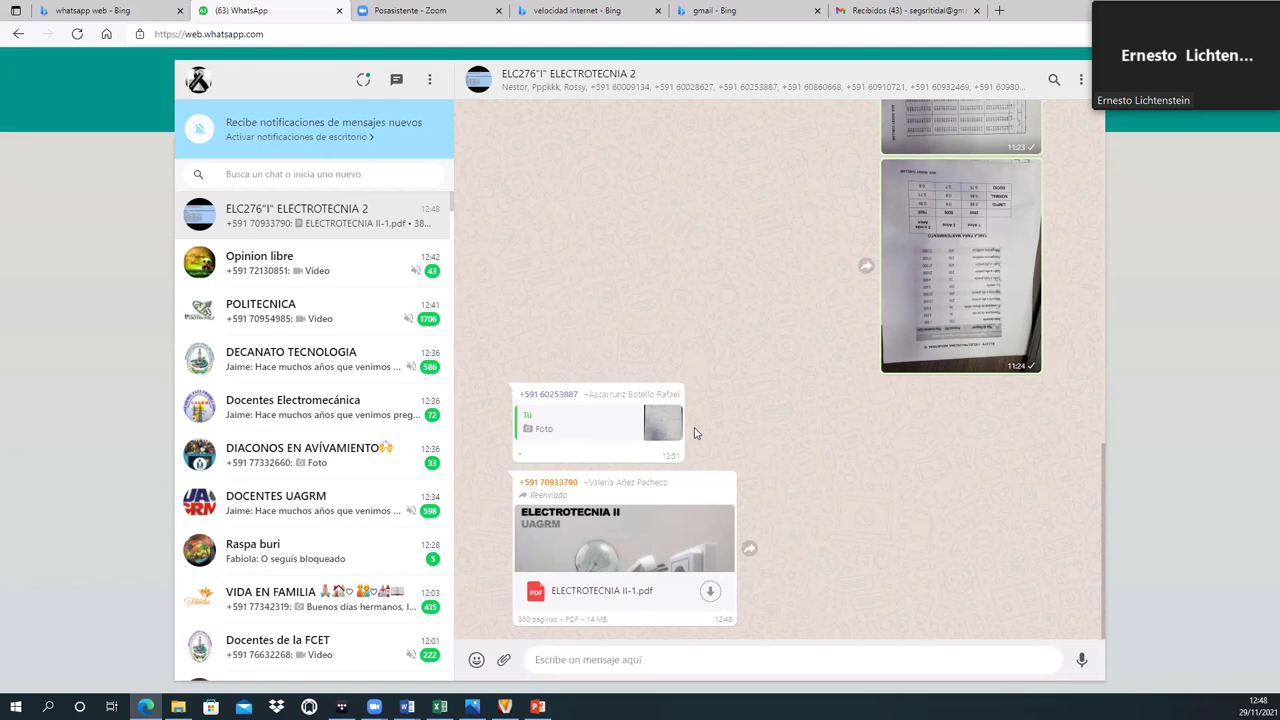 whatsapp web - Bing
(63) WhatsApp
Posasistente - Zoom
velocidad internet - Bing
gmail - Bing
Recibidos (43) - segsrltidal@gm
https://web.whatsapp.com
Ernesto Lichten...
Ernesto Lichtenstein
Recibe notificaciones de mensajes nuevos
Activar notificaciones de escritorio >
Busca un chat o inicia uno nuevo
ELC276"I" ELECTROTECNIA 2
12:48
+591 70933790: ELECTROTECNIA II-1.pdf • 38...
Opinion libre
12:42
+591 72130851: Video
43
POLITECNICA
12:41
Video
1706
DECANATO TECNOLOGIA
12:36
Jaime: Hace muchos años que venimos ...
586
Docentes Electromecánica
12:36
Jaime: Hace muchos años que venimos preg...
72
DIACONOS EN AVÍVAMIENTO🎊🙌
12:36
+591 77332660: Foto
33
DOCENTES UAGRM
12:34
Jaime: Hace muchos años que venimos ...
598
Raspa buri
12:28
Fabiola: O seguís bloqueado
5
VIDA EN FAMILIA
12:03
+591 77342319: Buenos días hermanos, l...
415
Docentes de la FCET
12:01
+591 76632268: Video
222
ELC276"I" ELECTROTECNIA 2
Nestor, Pppkkk, Rossy, +591 60009134, +591 60028627, +591 60253887, +591 60860668, +591 60910721, +591 60932469, +591 60980...
11:23
TABLA PARA MANTENIMIENTO
11:24
+591 60253887 ~Ascarrunz Botello Rafael
Tú
Foto
.
12:31
+591 70933790 ~Valeria Añez Pacheco
Reenviado
ELECTROTECNIA II
UAGRM
PDF
ELECTROTECNIA II-1.pdf
380 páginas • PDF • 14 MB
12:48
Escribe un mensaje aquí
12:48
29/11/2021